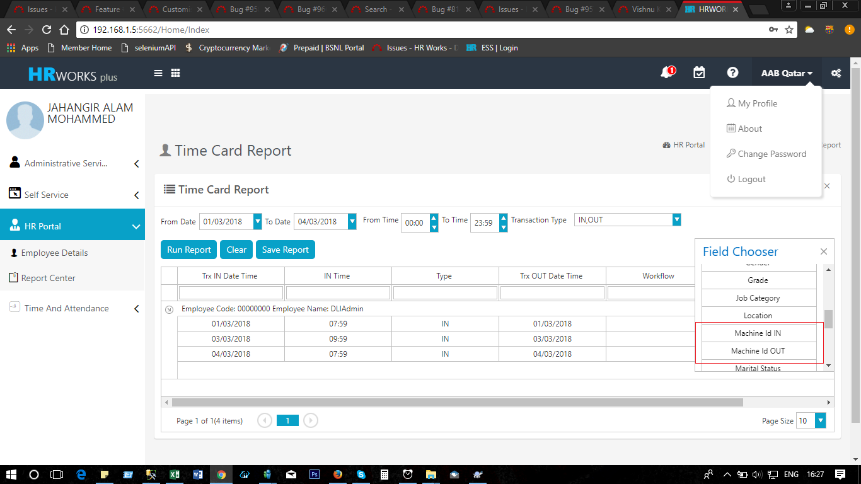 Issues -
Feature
Custom
Bug #95
Bug #95
Search -
Bug #81
Issues -
Bug #95
Vishnu
HRWOR
192.168.1.5:5662/Home/Index
Apps
Member Home
seleniumAPI
Cryptocurrency Mark
Prepaid | BSNL Portal
Issues - HR Works - D
ESS | Login
HRWORKS plus
1
AAB Qatar
JAHANGIR ALAM
MOHAMMED
My Profile
About
Change Password
Logout
Administrative Servi...
Self Service
HR Portal
Employee Details
Report Center
Time And Attendance
Time Card Report
HR Portal
eport
Time Card Report
From Date 01/03/2018 To Date 04/03/2018 From Time 00:00 To Time 23:59 Transaction Type IN,OUT
Run Report Clear Save Report
Trx IN Date Time IN Time Type Trx OUT Date Time Workflow
Employee Code: 00000000 Employee Name: DLIAdmin
01/03/2018 07:59 IN 01/03/2018
03/03/2018 09:59 IN 03/03/2018
04/03/2018 07:59 IN 04/03/2018
Field Chooser
Gender
Grade
Job Category
Location
Machine Id IN
Machine Id OUT
Marital Status
Page 1 of 1(4 items) 1 Page Size 10
ENG 16:27